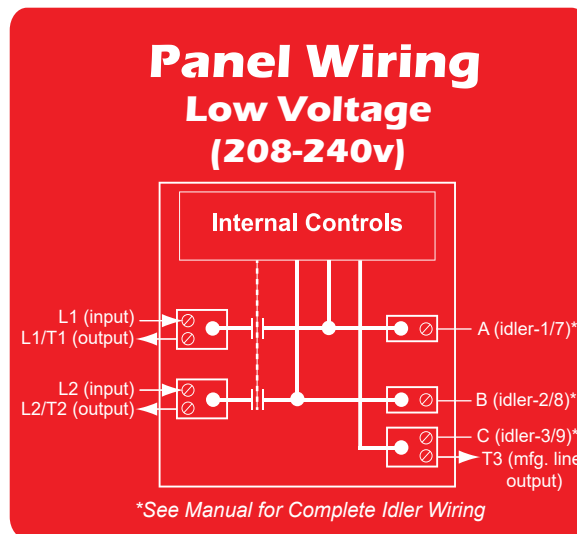 Panel Wiring
Low Voltage
(208-240v)
Internal Controls
L1 (input)
L1/T1 (output)
L2 (input)
L2/T2 (output)
A (idler-1/7)*
B (idler-2/8)*
C (idler-3/9)*
T3 (mfg. line
output)
*See Manual for Complete Idler Wiring